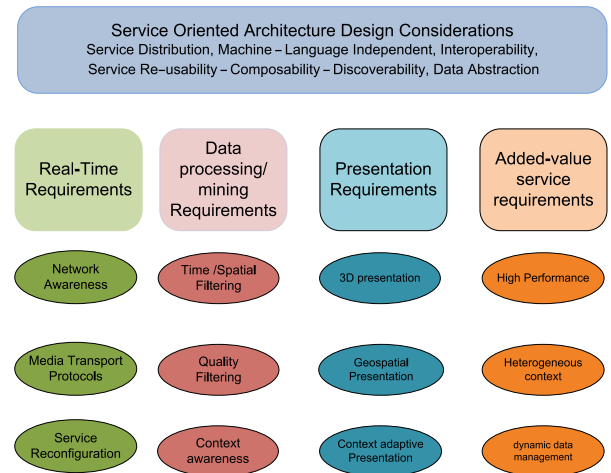 Service Oriented Architecture Design Considerations
Service Distribution, Machine – Language Independent, Interoperability,
Service Re–usability – Composability – Discoverability, Data Abstraction
Real-Time
Requirements
Data
processing/
mining
Requirements
Presentation
Requirements
Added-value
service
requirements
Network
Awareness
Time /Spatial
Filtering
3D presentation
High Performance
Media Transport
Protocols
Quality
Filtering
Geospatial
Presentation
Heterogeneous
context
Service
Reconfiguration
Context
awareness
Context adaptive
Presentation
dynamic data
management